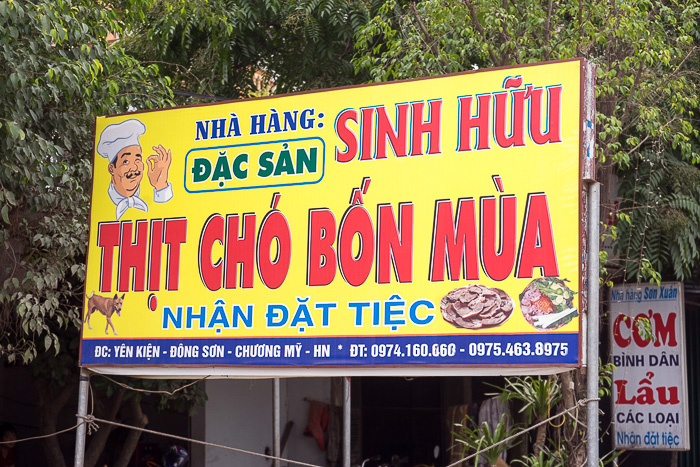 NHÀ HÀNG: SINH HỮU
ĐẶC SẢN
THỊT CHÓ BỐN MÙA
NHẬN ĐẶT TIỆC
ĐC: YÊN KIỆN - ĐÔNG SƠN - CHƯƠNG MỸ - HN * ĐT: 0974.160.660 - 0975.463.8975
Nhà hàng Sơn Xuân
CƠM
BÌNH DÂN
Lẩu
CÁC LOẠI
Nhận đặt tiệc